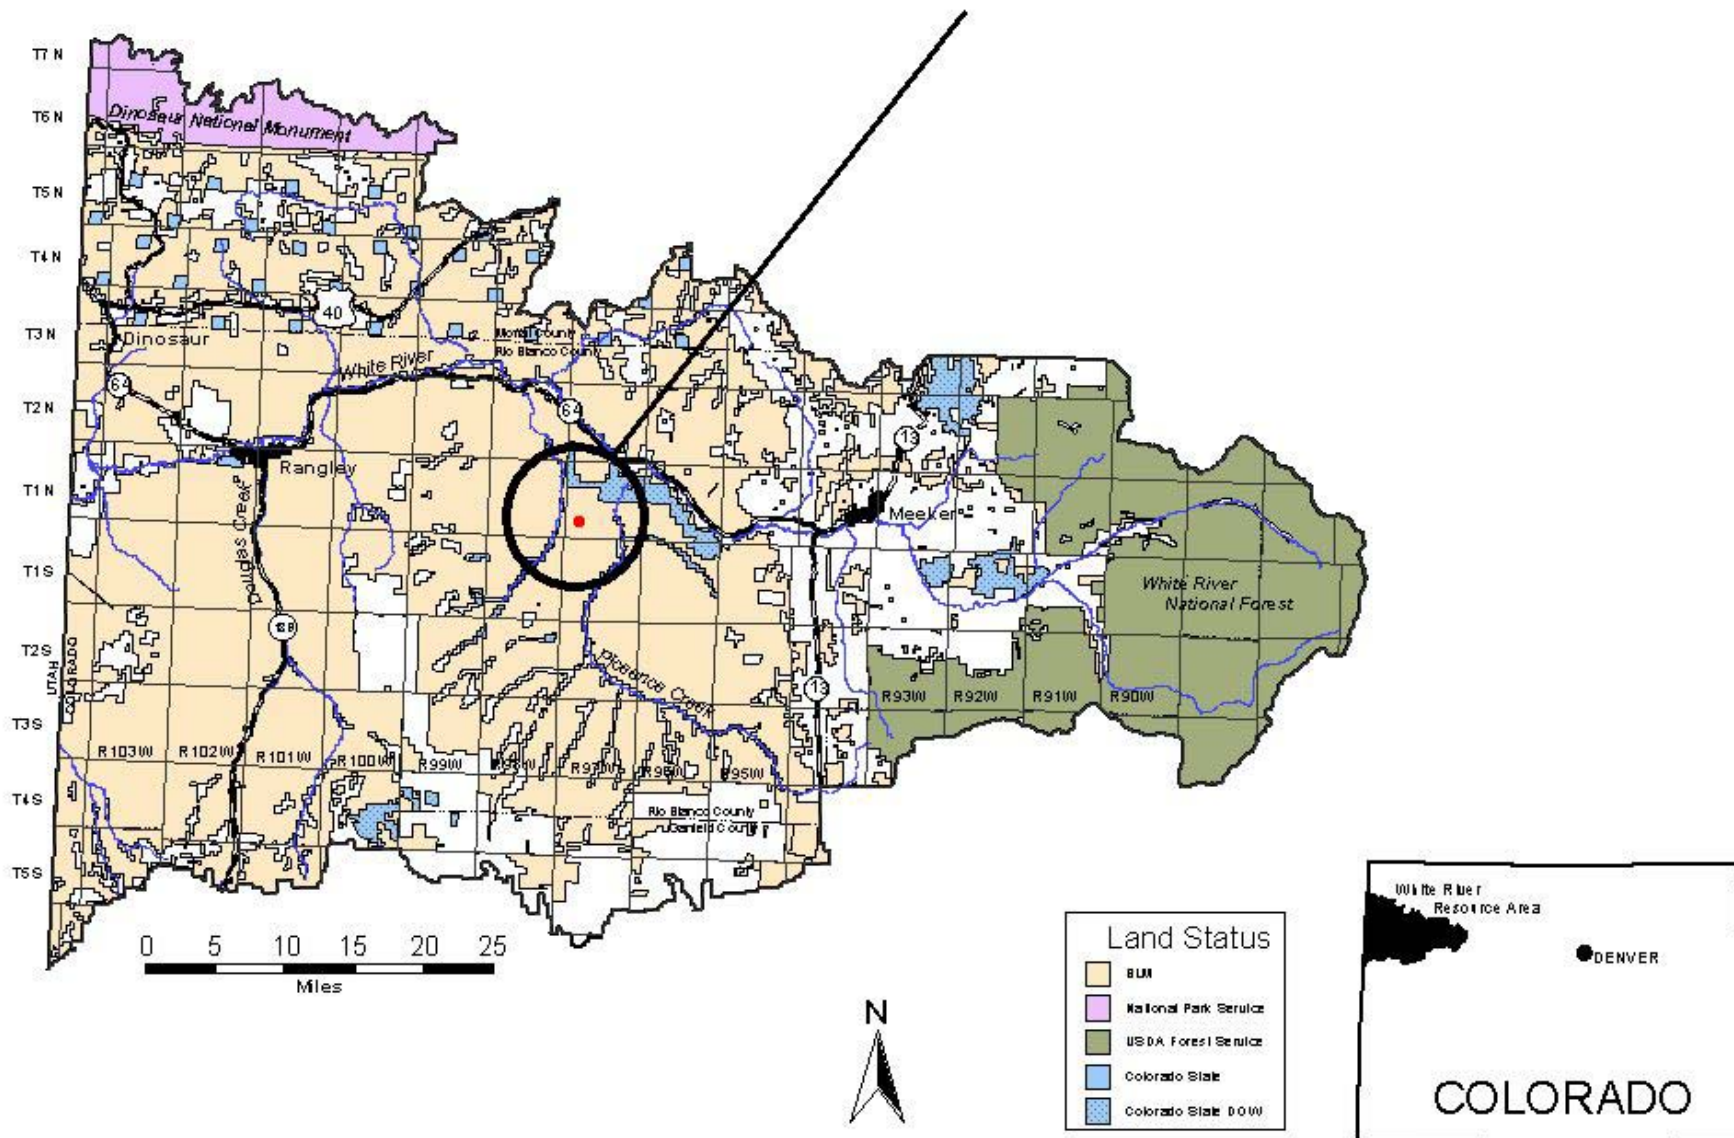 T7 N
T6 N
Dinosaur National Monument
T5 N
T4 N
40
T3 N
Dinosaur
Moffat County
Rio Blanco County
White River
64
T2 N
64
13
Rangley
T1 N
Meeker
Douglas Creek
T1S
White River
National Forest
139
T2S
UTAH
COLORADO
Piceance Creek
13
R93W
R92W
R91W
R90W
T3S
R103W
R102W
R101W
R100W
R99W
R98W
R97W
R96W
R95W
T4S
Rio Blanco County
Garfield County
T5S
0 5 10 15 20 25
Miles
N
Land Status
BLM
National Park Service
USDA Forest Service
Colorado State
Colorado State DOW
White River
Resource Area
DENVER
COLORADO